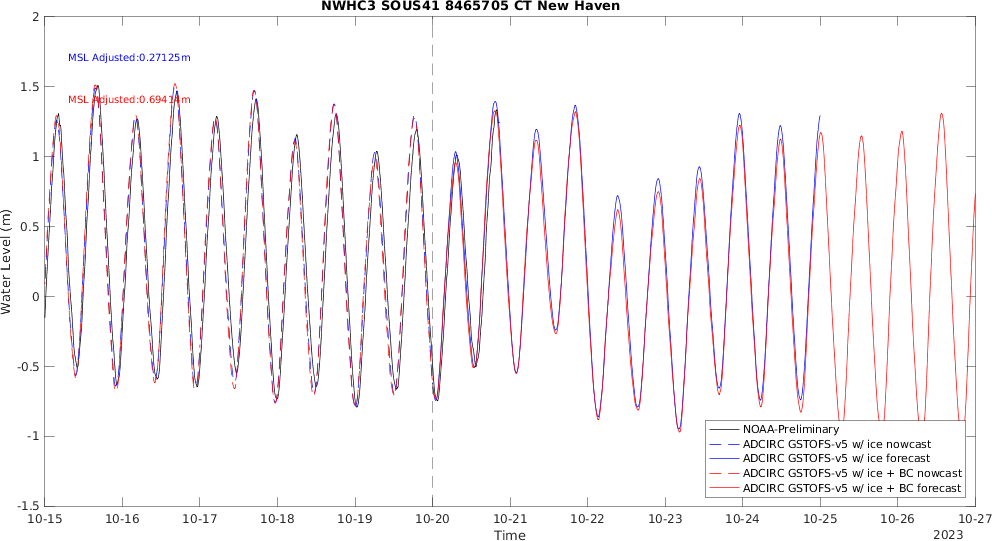 NWHC3 SOUS41 8465705 CT New Haven
2
1.5
1
0.5
0
-0.5
-1
-1.5
Water Level (m)
MSL Adjusted:0.27125m
MSL Adjusted:0.69414m
NOAA-Preliminary
ADCIRC GSTOFS-v5 w/ ice nowcast
ADCIRC GSTOFS-v5 w/ ice forecast
ADCIRC GSTOFS-v5 w/ ice + BC nowcast
ADCIRC GSTOFS-v5 w/ ice + BC forecast
10-15 10-16 10-17 10-18 10-19 10-20 10-21 10-22 10-23 10-24 10-25 10-26 10-27
Time
2023